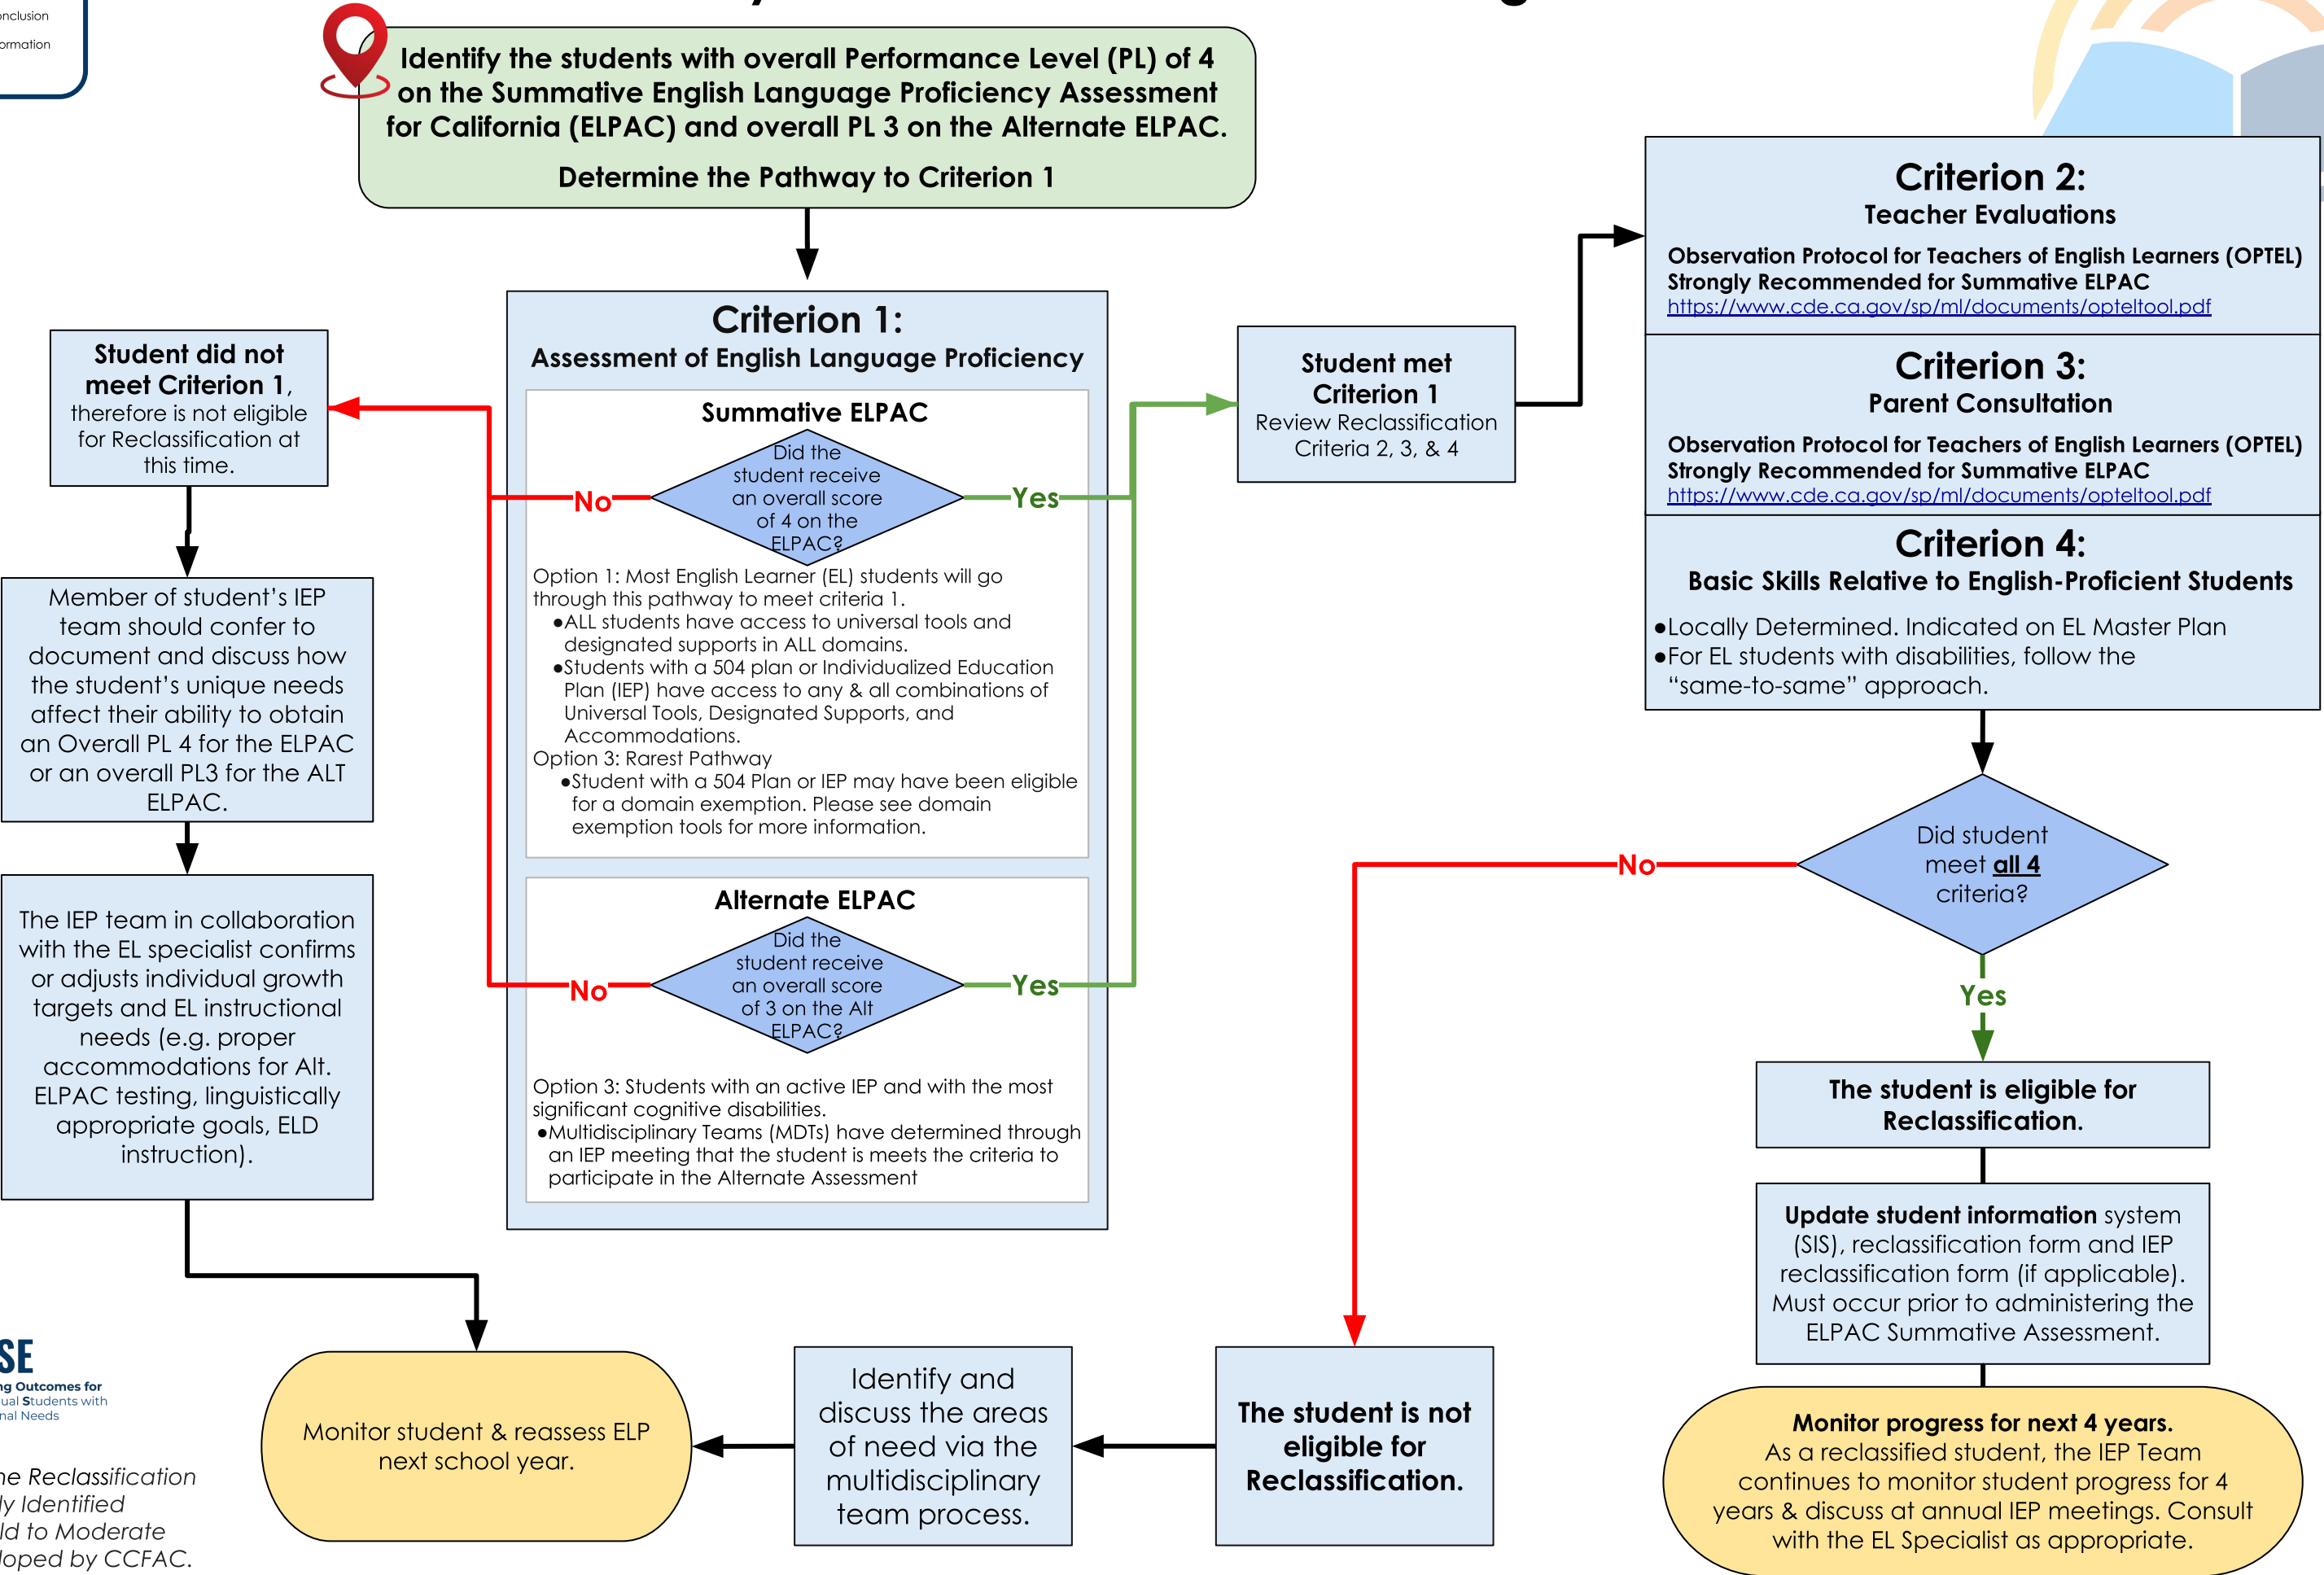 onclusion
ormation
Identify the students with overall Performance Level (PL) of 4
on the Summative English Language Proficiency Assessment
for California (ELPAC) and overall PL 3 on the Alternate ELPAC.
Determine the Pathway to Criterion 1
Criterion 1:
Assessment of English Language Proficiency
Summative ELPAC
Did the
student receive
an overall score
of 4 on the
ELPAC?
No
Yes
Option 1: Most English Learner (EL) students will go
through this pathway to meet criteria 1.
●ALL students have access to universal tools and
designated supports in ALL domains.
●Students with a 504 plan or Individualized Education
Plan (IEP) have access to any & all combinations of
Universal Tools, Designated Supports, and
Accommodations.
Option 3: Rarest Pathway
●Student with a 504 Plan or IEP may have been eligible
for a domain exemption. Please see domain
exemption tools for more information.
Alternate ELPAC
Did the
student receive
an overall score
of 3 on the Alt
ELPAC?
No
Yes
Option 3: Students with an active IEP and with the most
significant cognitive disabilities.
●Multidisciplinary Teams (MDTs) have determined through
an IEP meeting that the student is meets the criteria to
participate in the Alternate Assessment
Student did not
meet Criterion 1,
therefore is not eligible
for Reclassification at
this time.
Member of student’s IEP
team should confer to
document and discuss how
the student’s unique needs
affect their ability to obtain
an Overall PL 4 for the ELPAC
or an overall PL3 for the ALT
ELPAC.
The IEP team in collaboration
with the EL specialist confirms
or adjusts individual growth
targets and EL instructional
needs (e.g. proper
accommodations for Alt.
ELPAC testing, linguistically
appropriate goals, ELD
instruction).
Student met
Criterion 1
Review Reclassification
Criteria 2, 3, & 4
Criterion 2:
Teacher Evaluations
Observation Protocol for Teachers of English Learners (OPTEL)
Strongly Recommended for Summative ELPAC
https://www.cde.ca.gov/sp/ml/documents/opteltool.pdf
Criterion 3:
Parent Consultation
Observation Protocol for Teachers of English Learners (OPTEL)
Strongly Recommended for Summative ELPAC
https://www.cde.ca.gov/sp/ml/documents/opteltool.pdf
Criterion 4:
Basic Skills Relative to English-Proficient Students
●Locally Determined. Indicated on EL Master Plan
●For EL students with disabilities, follow the
“same-to-same” approach.
Did student
meet all 4
criteria?
No
Yes
The student is eligible for
Reclassification.
Update student information system
(SIS), reclassification form and IEP
reclassification form (if applicable).
Must occur prior to administering the
ELPAC Summative Assessment.
Monitor progress for next 4 years.
As a reclassified student, the IEP Team
continues to monitor student progress for 4
years & discuss at annual IEP meetings. Consult
with the EL Specialist as appropriate.
The student is not
eligible for
Reclassification.
Identify and
discuss the areas
of need via the
multidisciplinary
team process.
Monitor student & reassess ELP
next school year.
SE
ng Outcomes for
ual Students with
nal Needs
ne Reclassification
ly Identified
ld to Moderate
loped by CCFAC.